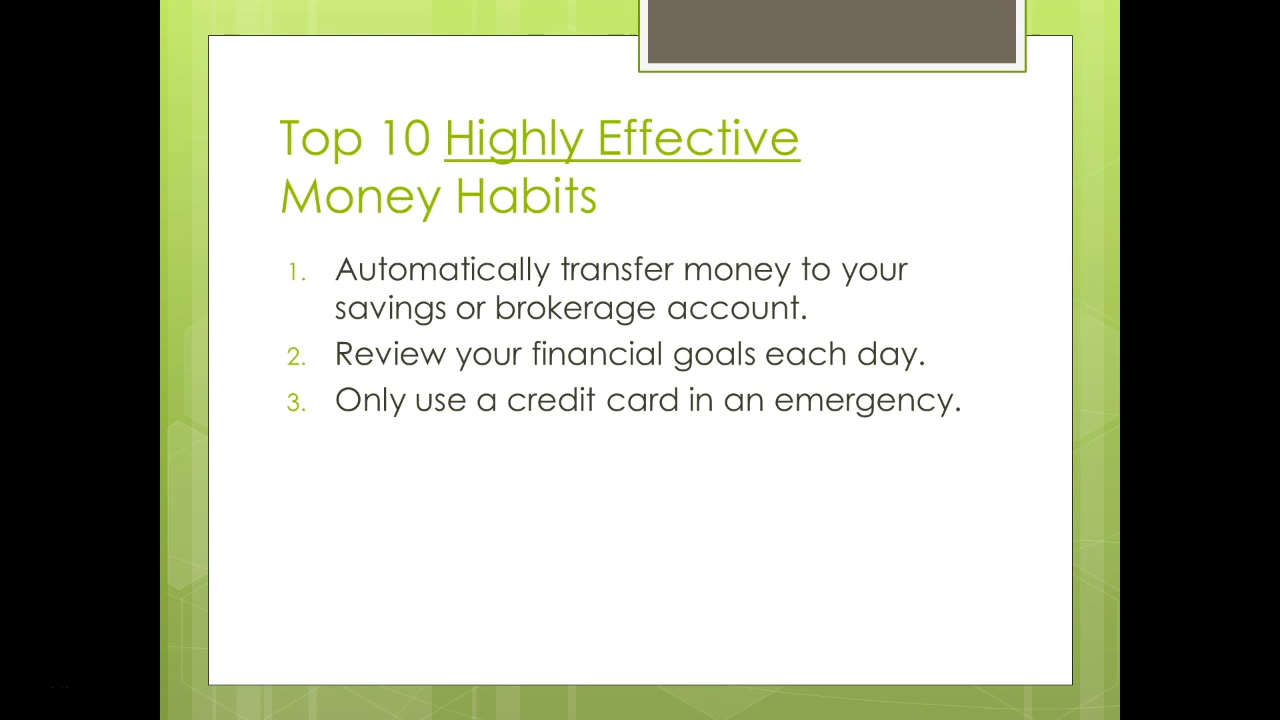 Top 10 Highly Effective
Money Habits
1. Automatically transfer money to your
savings or brokerage account.
2. Review your financial goals each day.
3. Only use a credit card in an emergency.